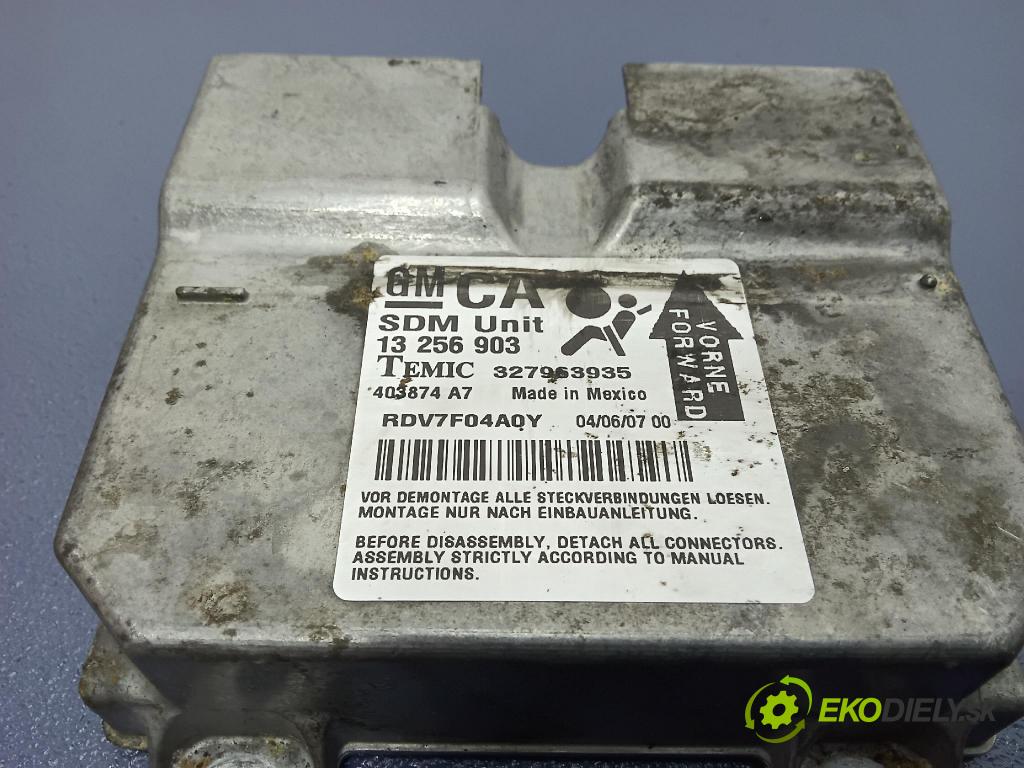 GM CA
SDM Unit
13 256 903
TEMIC 327963935
403874 A7 Made in Mexico
RDV7F04A0Y 04/06/07 00
VORNE
FORWARD
VOR DEMONTAGE ALLE STECKVERBINDUNGEN LOESEN.
MONTAGE NUR NACH EINBAUANLEITUNG.
BEFORE DISASSEMBLY, DETACH ALL CONNECTORS.
ASSEMBLY STRICTLY ACCORDING TO MANUAL
INSTRUCTIONS.
EKODIELY.SK